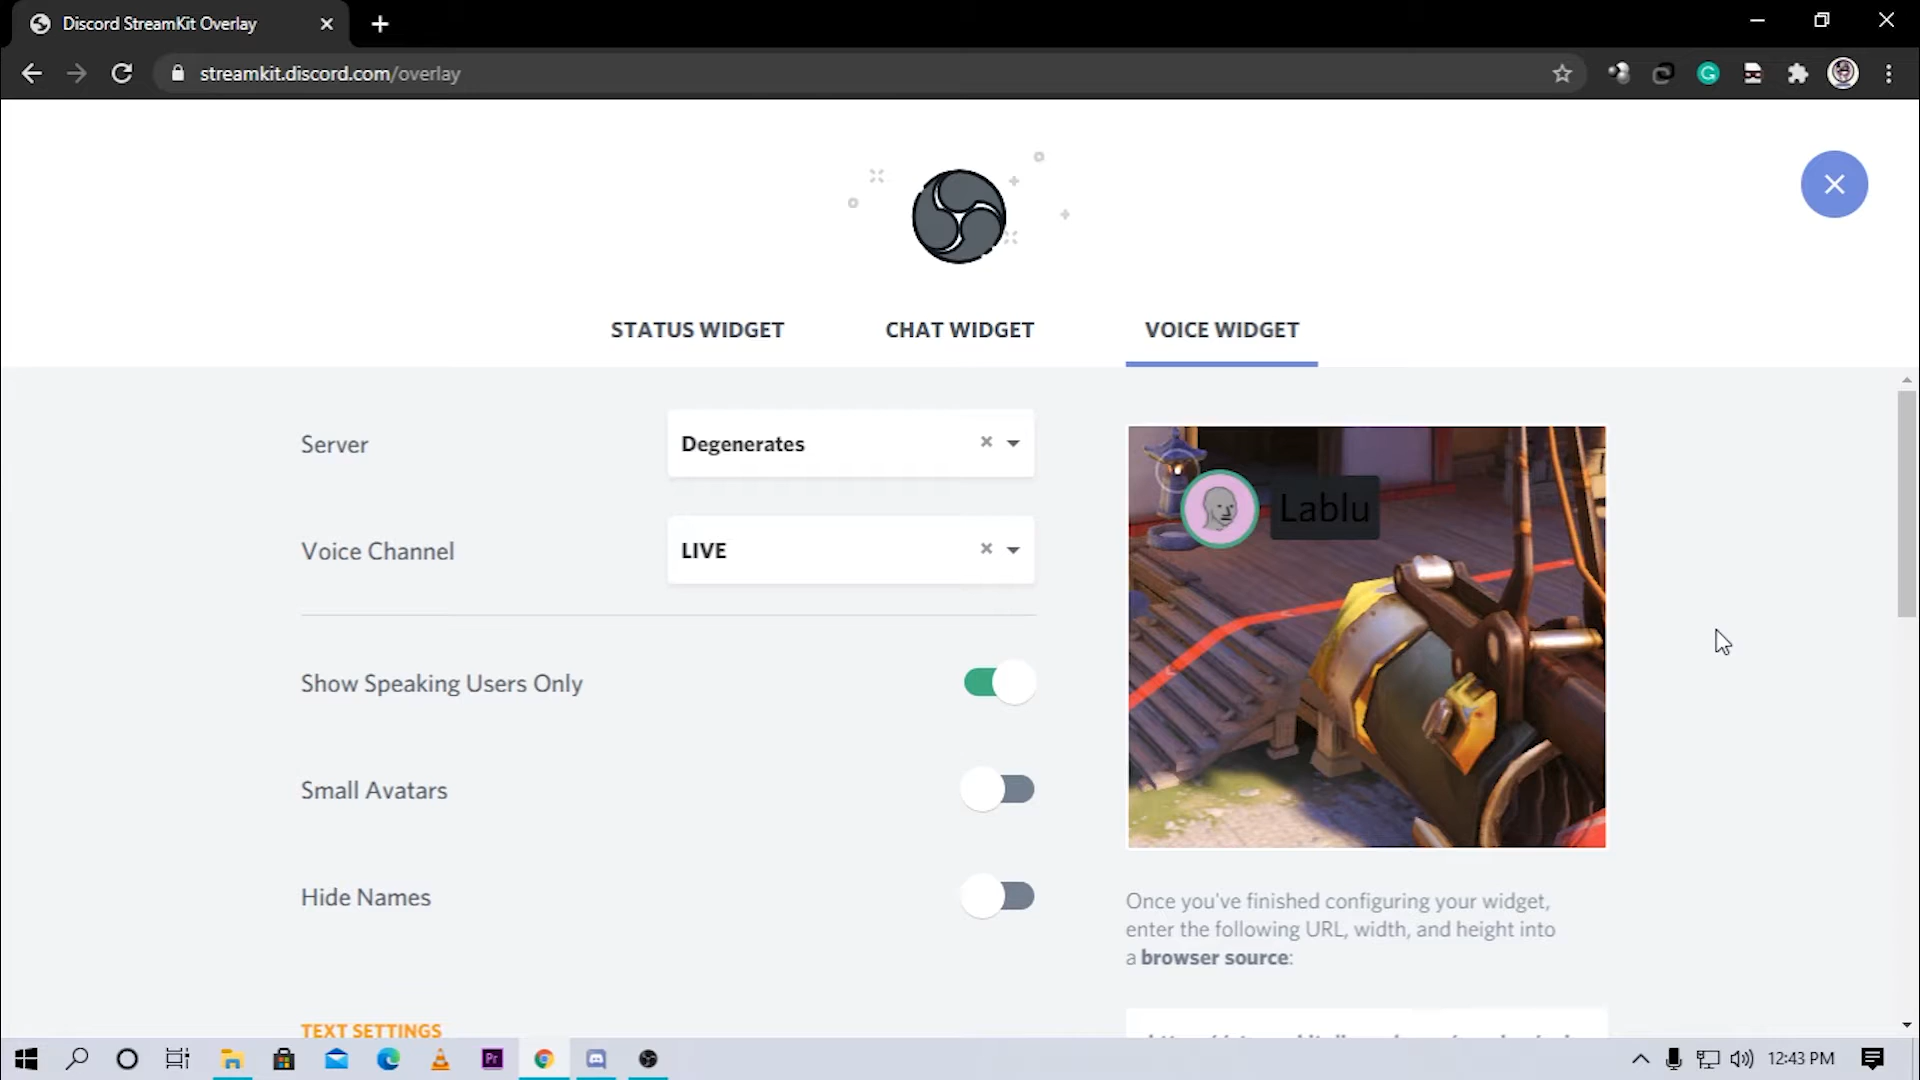 Discord StreamKit Overlay
streamkit.discord.com/overlay
STATUS WIDGET
CHAT WIDGET
VOICE WIDGET
Server
Degenerates
Voice Channel
LIVE
Lablu
Show Speaking Users Only
Small Avatars
Hide Names
Once you've finished configuring your widget,
enter the following URL, width, and height into
a browser source:
TEXT SETTINGS
Pr
12:43 PM